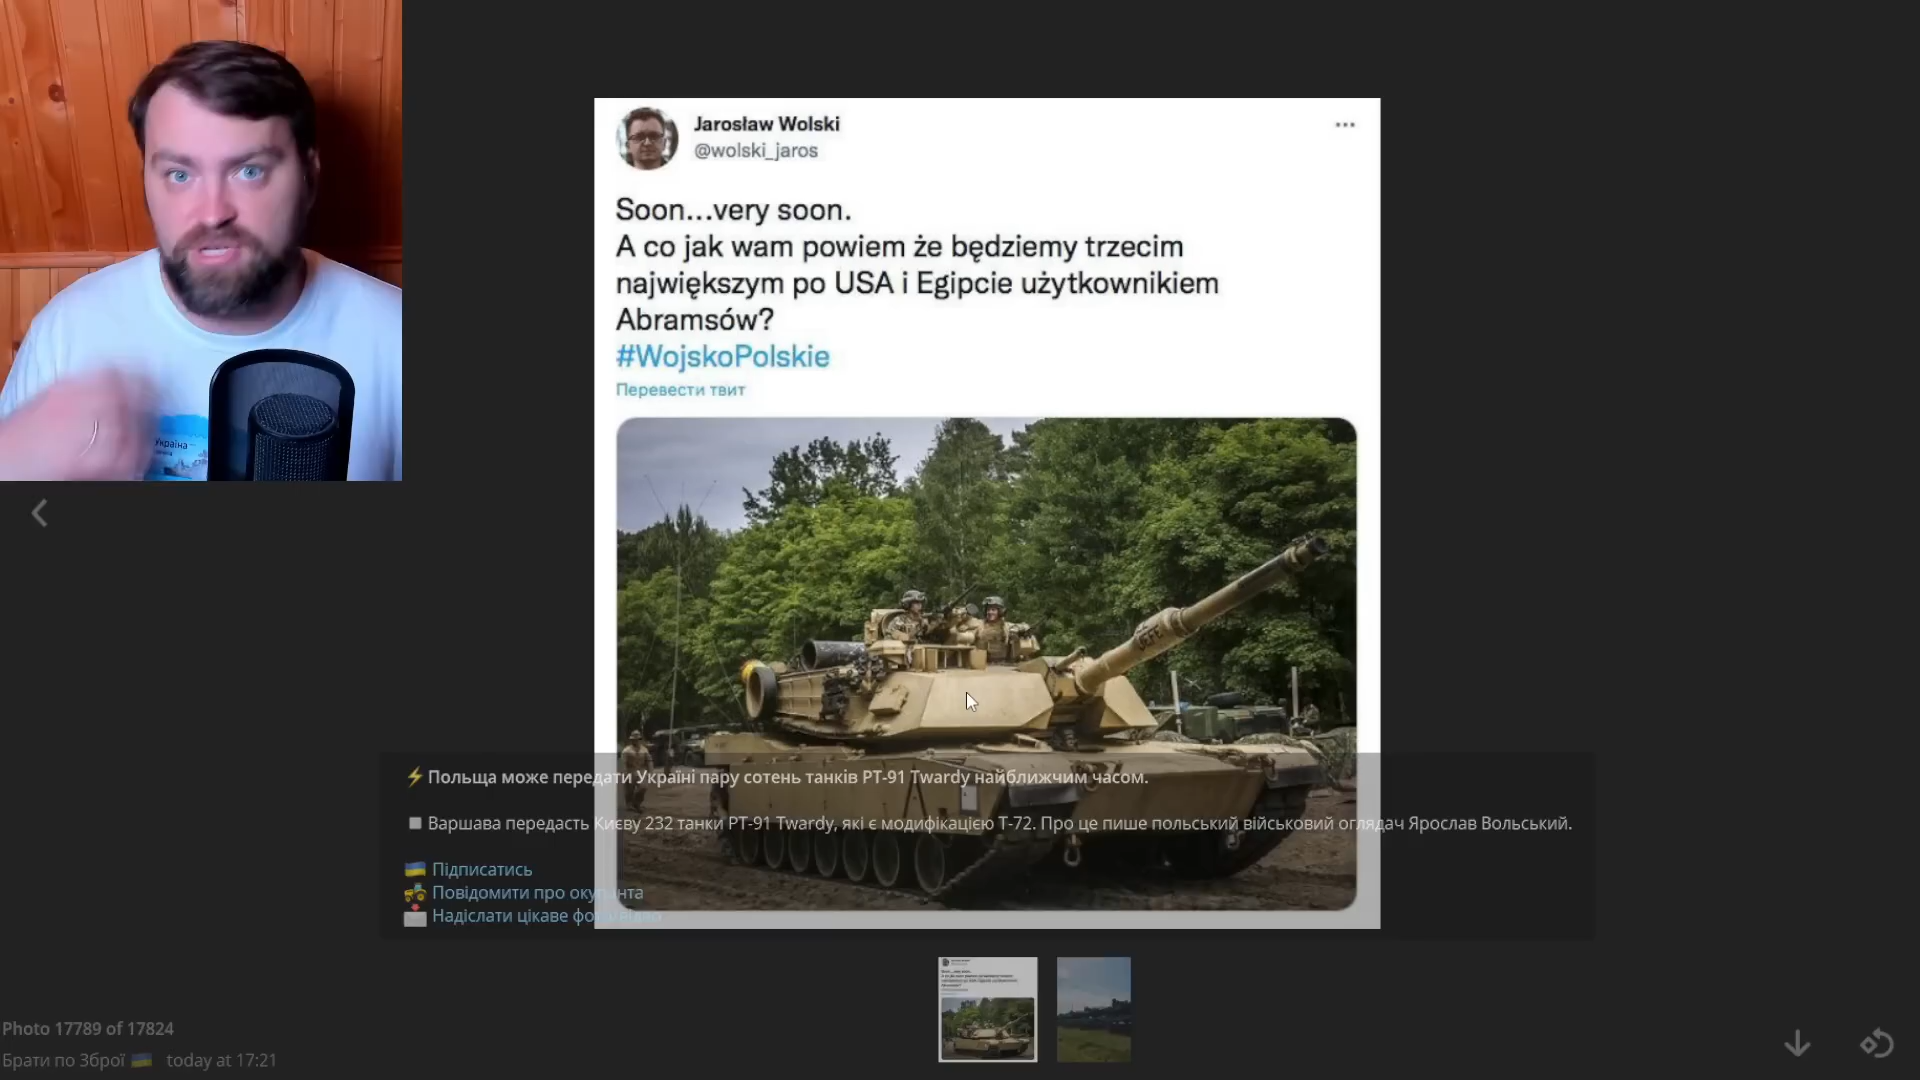 Jarosław Wolski
@wolski_jaros
Soon...very soon.
A co jak wam powiem że będziemy trzecim
największym po USA i Egipcie użytkownikiem
Abramsów?
#WojskoPolskie
Перевести твит
Україна
⚡Польща може передати Україні пару сотень танків PT-91 Twardy найближчим часом.
Варшава передасть Києву 232 танки PT-91 Twardy, які є модифікацією Т-72. Про це пише польський військовий оглядач Ярослав Вольський.
🇺🇦 Підписатись
Повідомити про окупанта
Надіслати цікаве фото/відео
Photo 17789 of 17824
Брати по Зброї 🇺🇦 today at 17:21